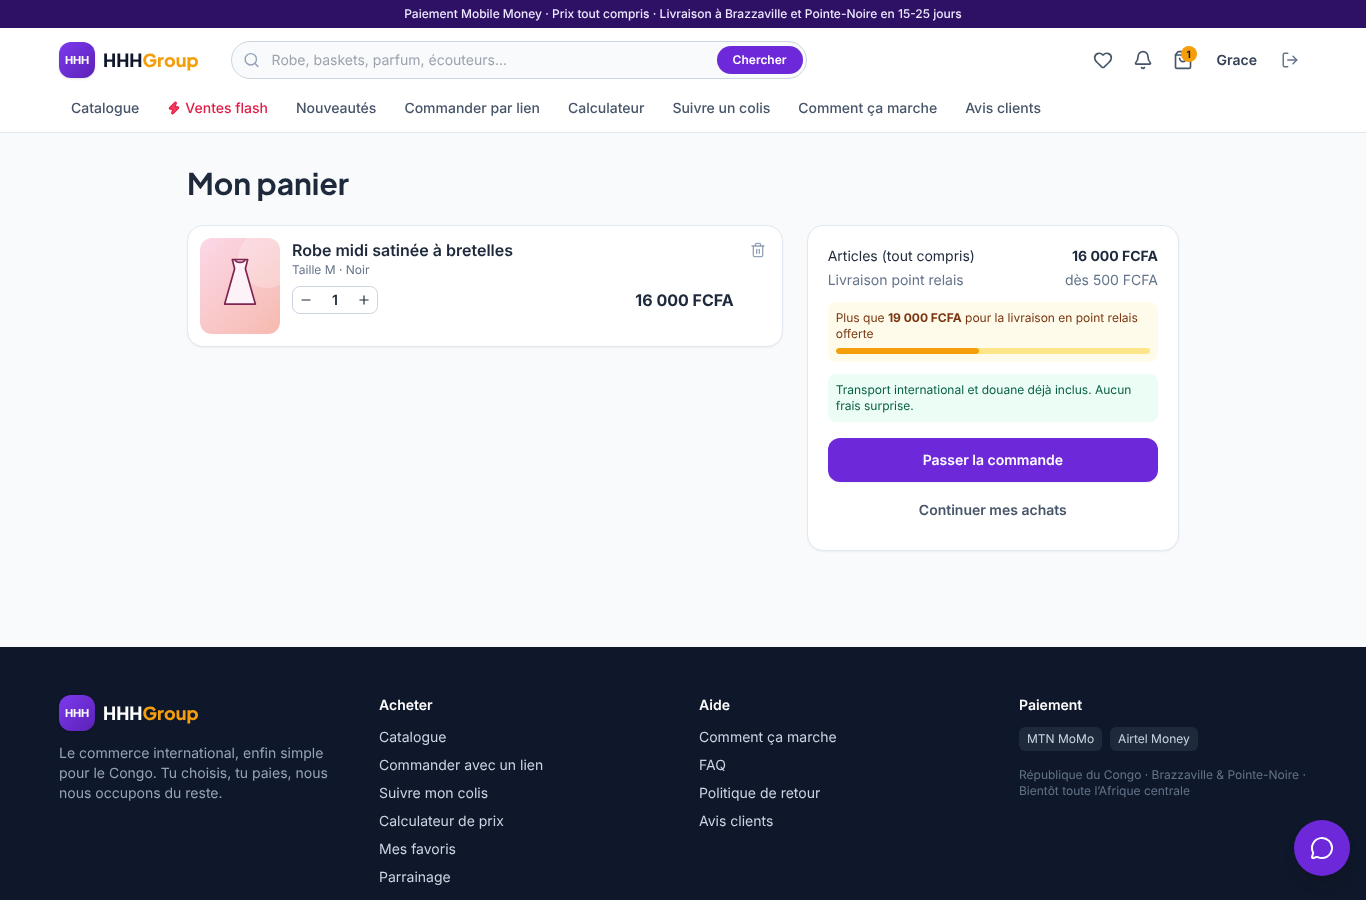 Paiement Mobile Money · Prix tout compris · Livraison à Brazzaville et Pointe-Noire en 15-25 jours
HHH HHHGroup
Robe, baskets, parfum, écouteurs...
Chercher
1
Grace
Catalogue
Ventes flash
Nouveautés
Commander par lien
Calculateur
Suivre un colis
Comment ça marche
Avis clients
Mon panier
Robe midi satinée à bretelles
Taille M · Noir
− 1 +
16 000 FCFA
Articles (tout compris) 16 000 FCFA
Livraison point relais dès 500 FCFA
Plus que 19 000 FCFA pour la livraison en point relais
offerte
Transport international et douane déjà inclus. Aucun
frais surprise.
Passer la commande
Continuer mes achats
HHH HHHGroup
Le commerce international, enfin simple
pour le Congo. Tu choisis, tu paies, nous
nous occupons du reste.
Acheter
Catalogue
Commander avec un lien
Suivre mon colis
Calculateur de prix
Mes favoris
Parrainage
Aide
Comment ça marche
FAQ
Politique de retour
Avis clients
Paiement
MTN MoMo
Airtel Money
République du Congo · Brazzaville & Pointe-Noire ·
Bientôt toute l'Afrique centrale